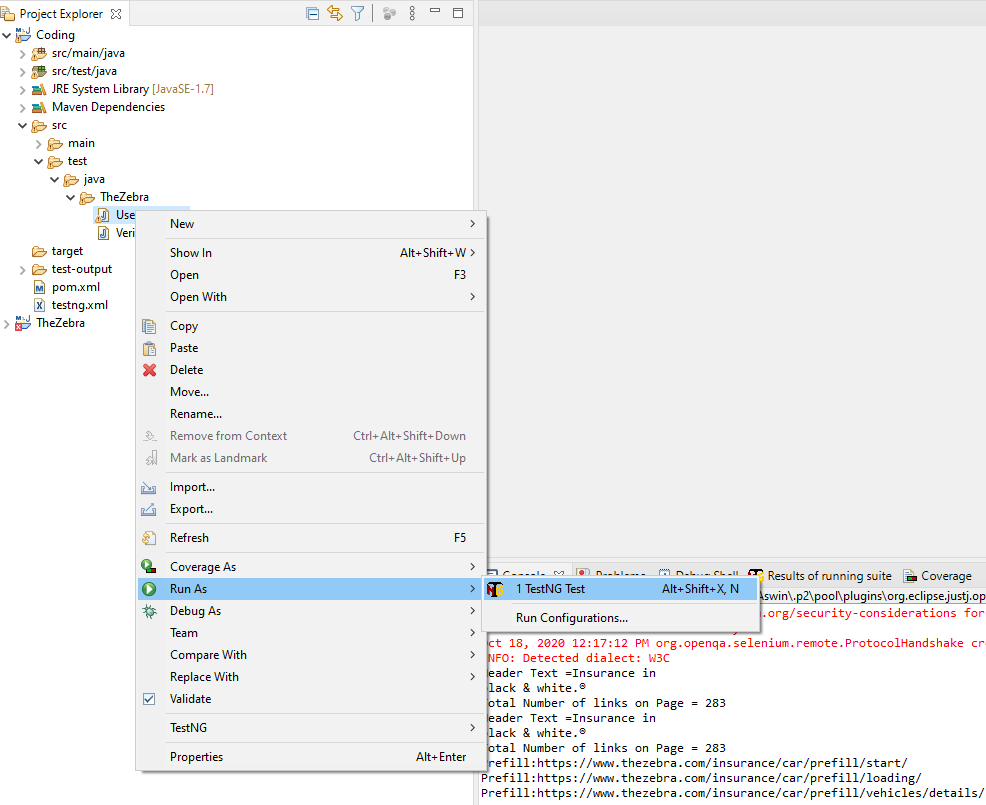 Project Explorer
Coding
src/main/java
src/test/java
JRE System Library [JavaSE-1.7]
Maven Dependencies
src
main
test
java
TheZebra
Use
Veri
target
test-output
pom.xml
testng.xml
TheZebra
New
Show In Alt+Shift+W
Open F3
Open With
Copy
Paste
Delete
Move...
Rename...
Remove from Context Ctrl+Alt+Shift+Down
Mark as Landmark Ctrl+Alt+Shift+Up
Import...
Export...
Refresh F5
Coverage As
Run As
Debug As
Team
Compare With
Replace With
Validate
TestNG
Properties Alt+Enter
1 TestNG Test Alt+Shift+X, N
Run Configurations...
Console Problems Debug Shell Results of running suite Coverage
Aswin\.p2\pool\plugins\org.eclipse.justj.op
.org/security-considerations for
ct 18, 2020 12:17:12 PM org.openqa.selenium.remote.ProtocolHandshake cre
NFO: Detected dialect: W3C
eader Text =Insurance in
lack & white.®
otal Number of links on Page = 283
eader Text =Insurance in
lack & white.®
otal Number of links on Page = 283
Prefill:https://www.thezebra.com/insurance/car/prefill/start/
Prefill:https://www.thezebra.com/insurance/car/prefill/loading/
Prefill:https://www.thezebra.com/insurance/car/prefill/vehicles/details/